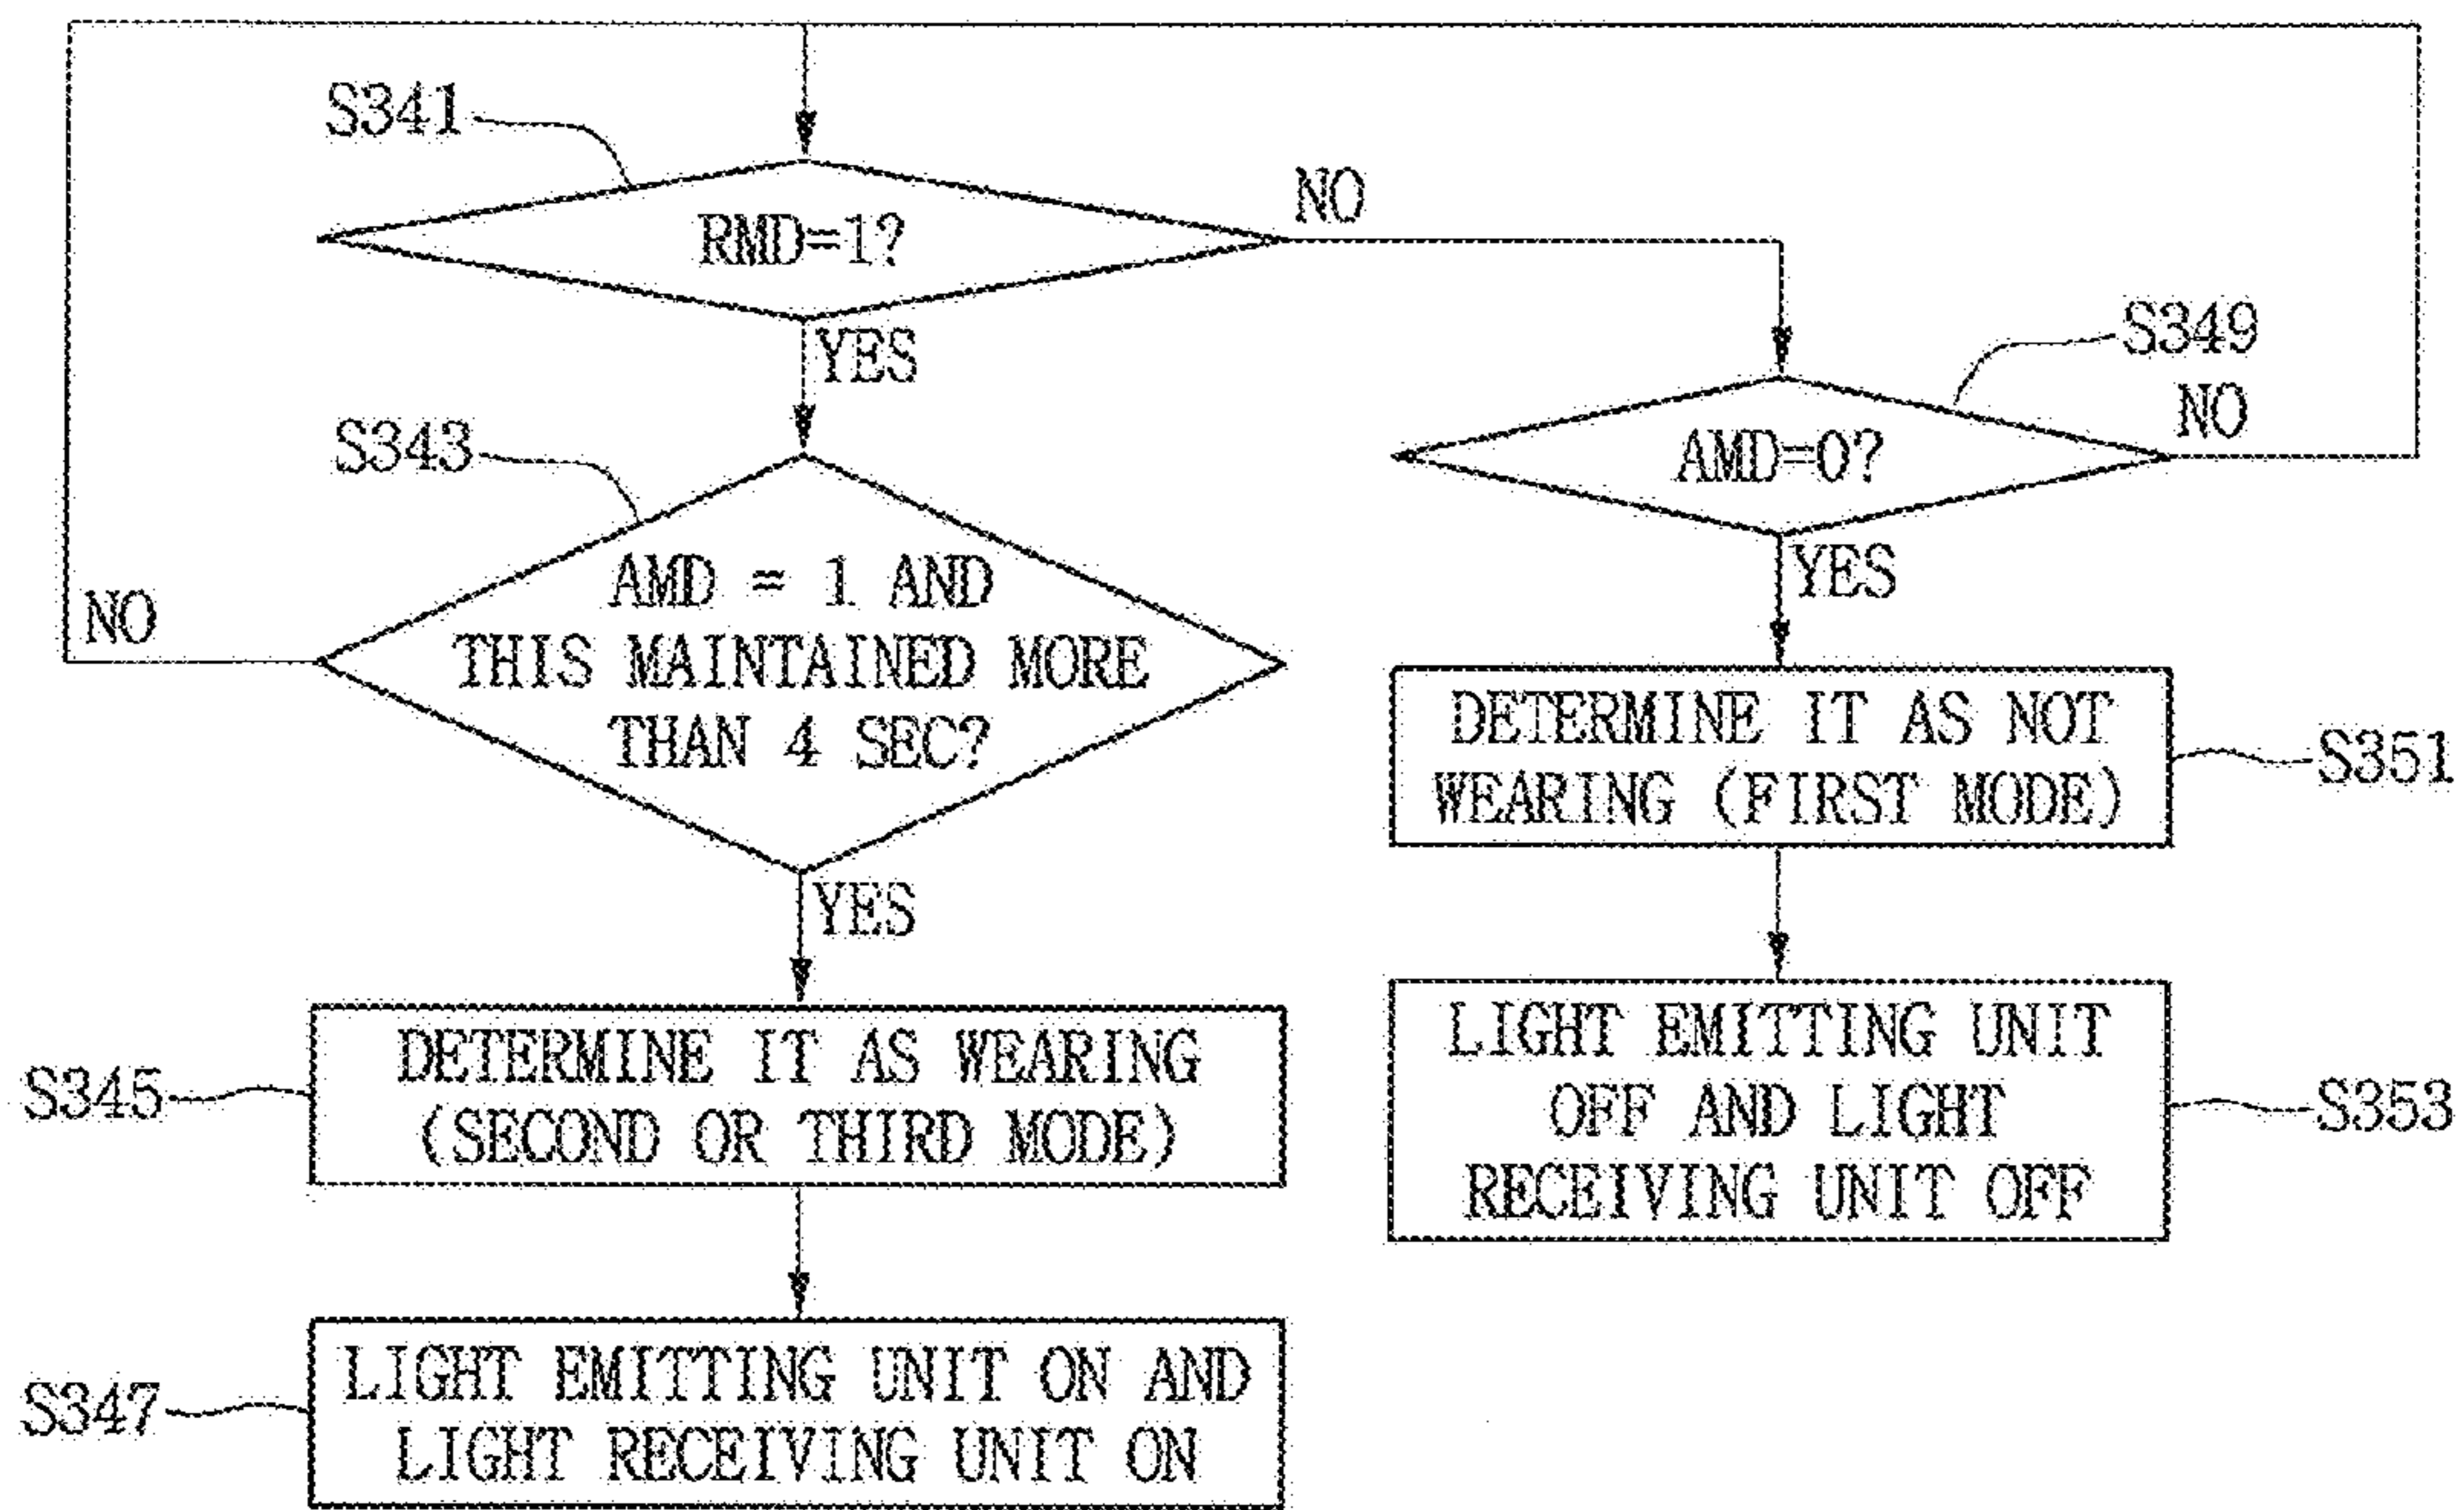 S341
RMD=1?
NO
YES
S349
AMD=0?
NO
YES
S343
AMD = 1 AND
THIS MAINTAINED MORE
THAN 4 SEC?
NO
YES
DETERMINE IT AS NOT
WEARING (FIRST MODE)
S351
LIGHT EMITTING UNIT
OFF AND LIGHT
RECEIVING UNIT OFF
S353
S345
DETERMINE IT AS WEARING
(SECOND OR THIRD MODE)
S347
LIGHT EMITTING UNIT ON AND
LIGHT RECEIVING UNIT ON